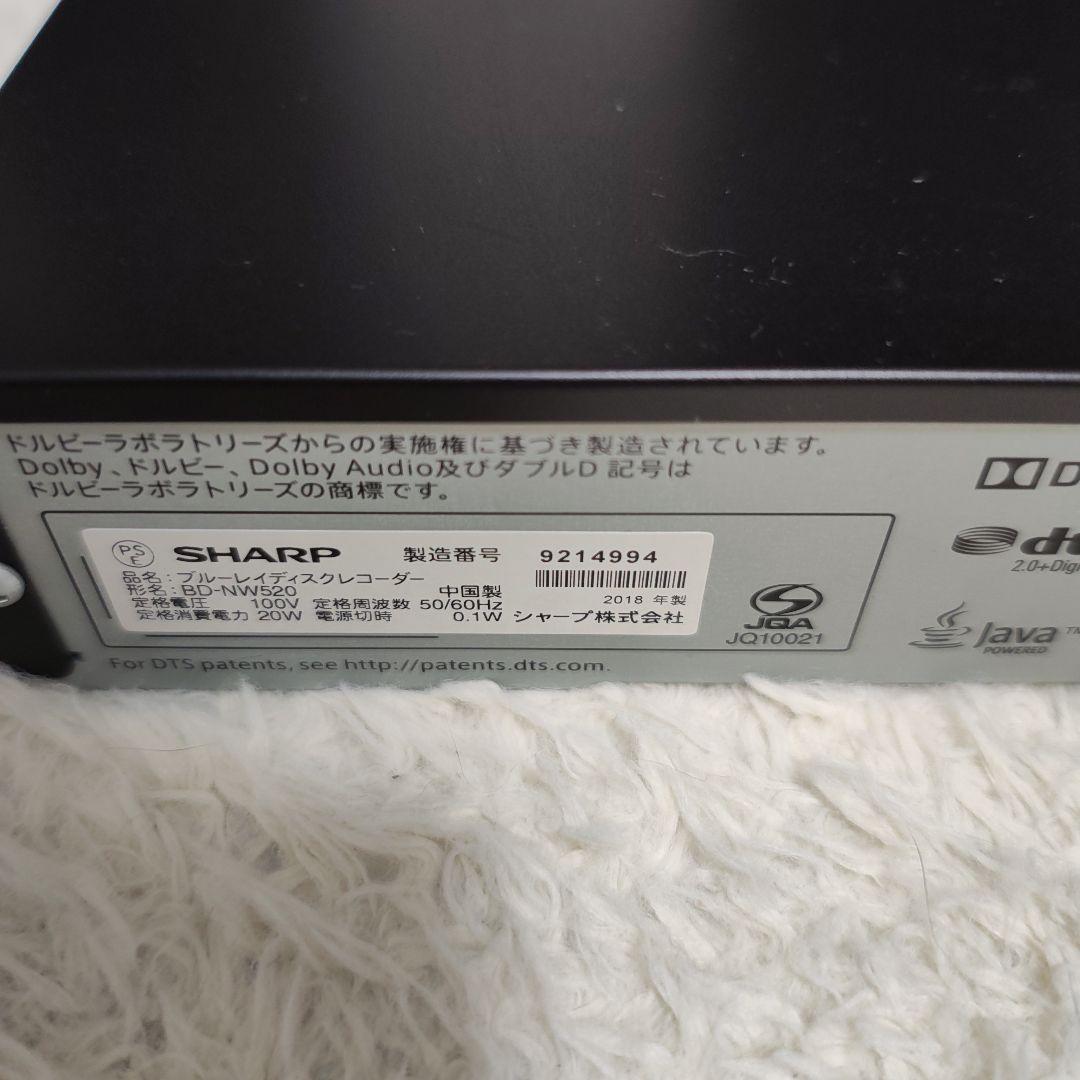 ドルビーラボラトリーズからの実施権に基づき製造されています。
Dolby、ドルビー、Dolby Audio及びダブルD 記号は
ドルビーラボラトリーズの商標です。
PS
E
SHARP 製造番号 9214994
品名：ブルーレイディスクレコーダー
形名：BD-NW520 中国製
2018 年製
定格電圧 100V 定格周波数 50/60Hz
定格消費電力 20W 電源切時 0.1W シャープ株式会社
JQA
JQ10021
For DTS patents, see http://patents.dts.com.
D
2.0+Digi
Java™
POWERED